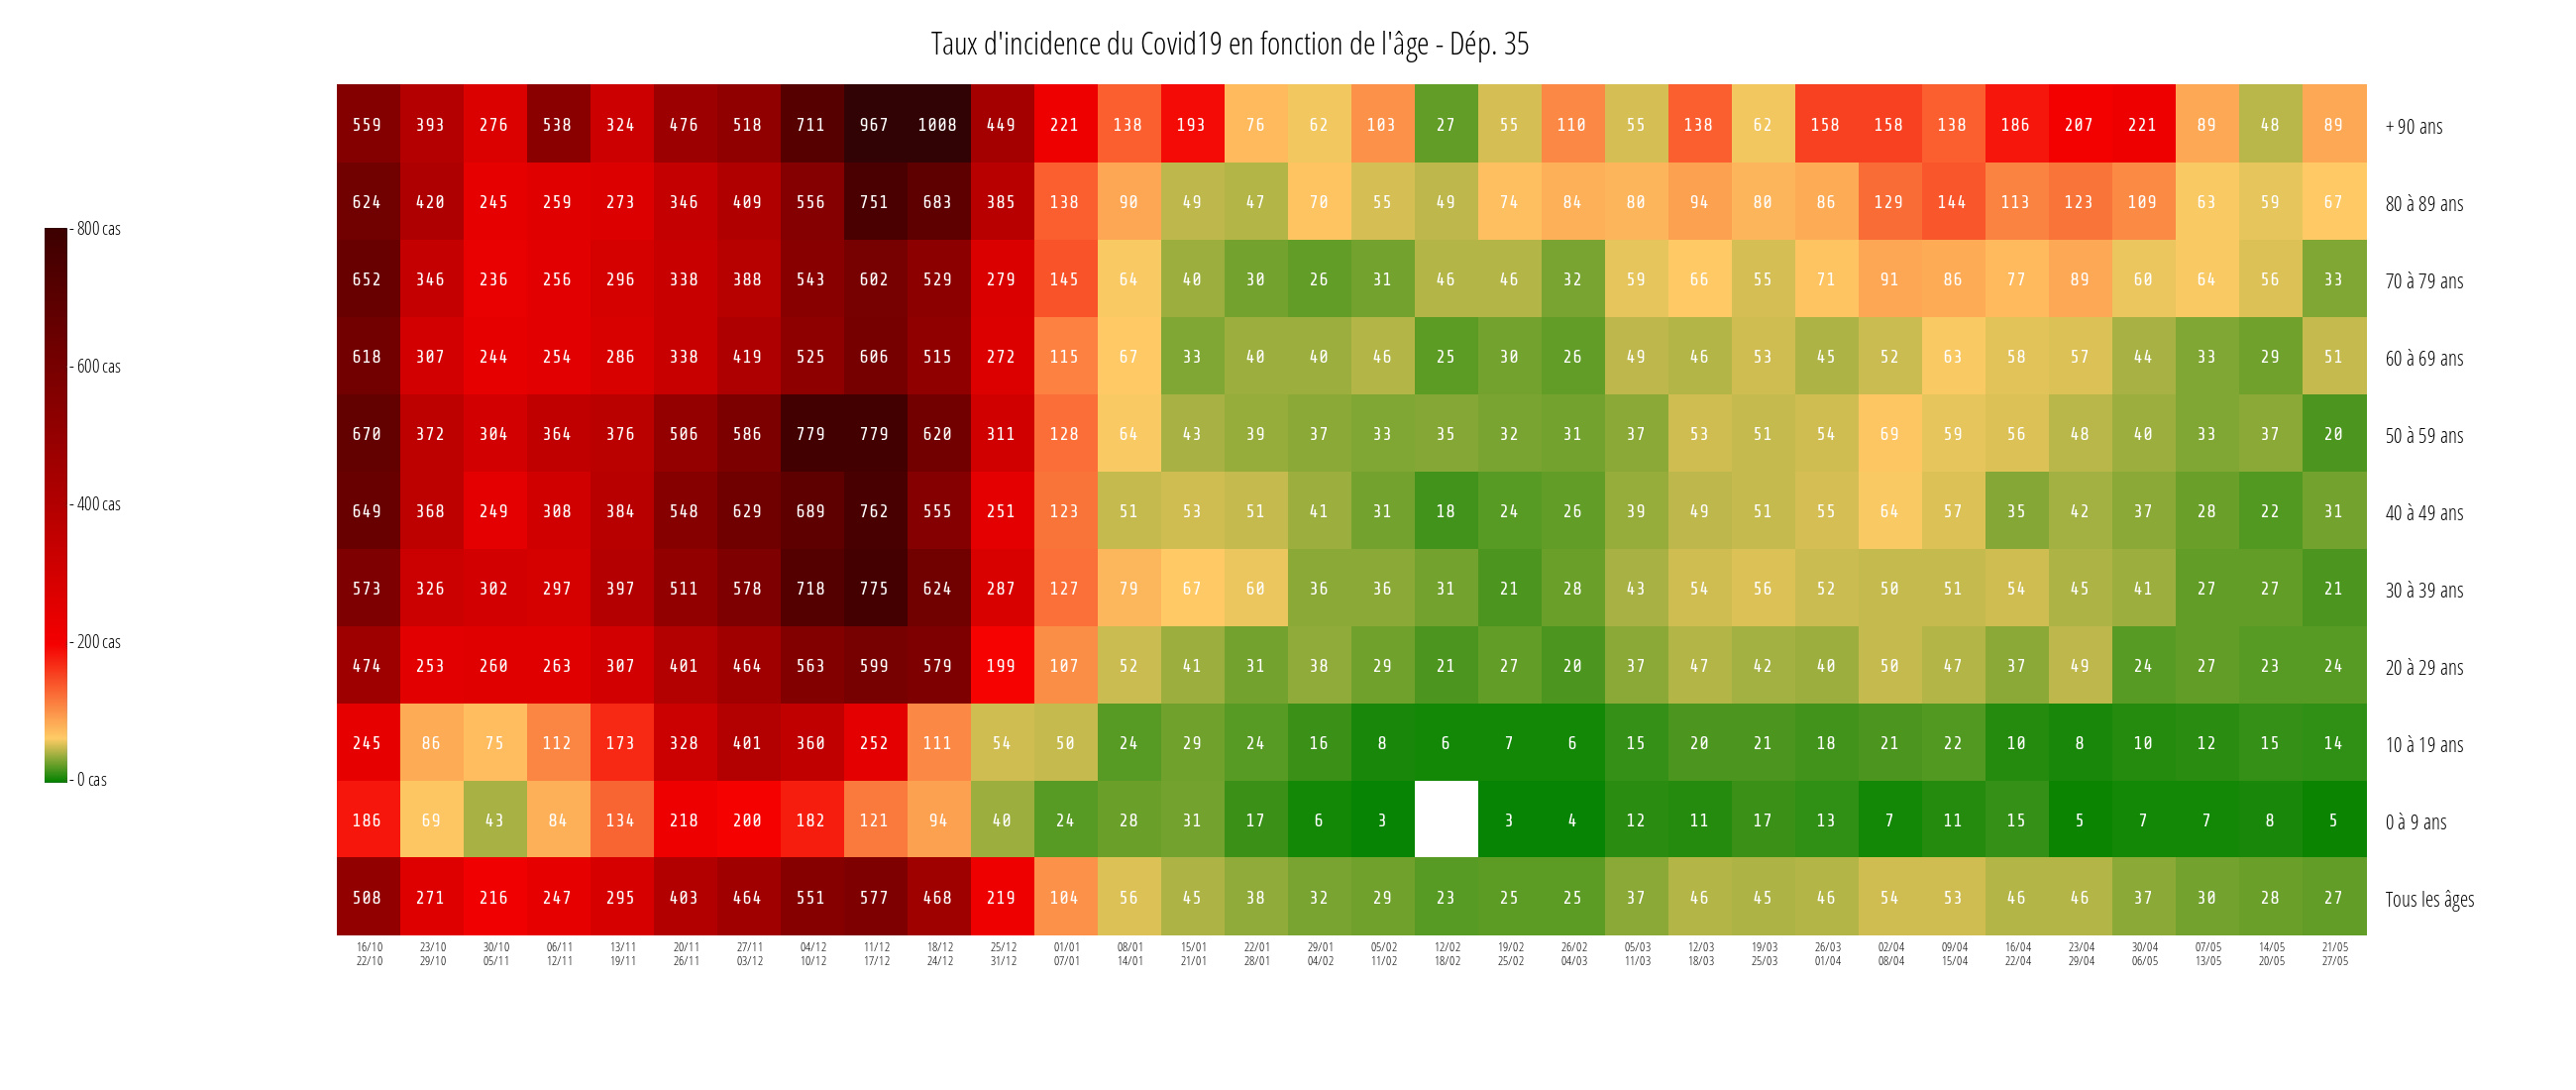 Taux d'incidence du Covid19 en fonction de l'âge - Dép. 35
559 393 276 538 324 476 518 711 967 1008 449 221 138 193 76 62 103 27 55 110 55 138 62 158 158 138 186 207 221 89 48 89 + 90 ans
624 420 245 259 273 346 409 556 751 683 385 138 90 49 47 70 55 49 74 84 80 94 80 86 129 144 113 123 109 63 59 67 80 à 89 ans
- 800 cas
652 346 236 256 296 338 388 543 602 529 279 145 64 40 30 26 31 46 46 32 59 66 55 71 91 86 77 89 60 64 56 33 70 à 79 ans
618 307 244 254 286 338 419 525 606 515 272 115 67 33 40 40 46 25 30 26 49 46 53 45 52 63 58 57 44 33 29 51 60 à 69 ans
- 600 cas
670 372 304 364 376 506 586 779 779 620 311 128 64 43 39 37 33 35 32 31 37 53 51 54 69 59 56 48 40 33 37 20 50 à 59 ans
- 400 cas
649 368 249 308 384 548 629 689 762 555 251 123 51 53 51 41 31 18 24 26 39 49 51 55 64 57 35 42 37 28 22 31 40 à 49 ans
573 326 302 297 397 511 578 718 775 624 287 127 79 67 60 36 36 31 21 28 43 54 56 52 50 51 54 45 41 27 27 21 30 à 39 ans
- 200 cas
474 253 260 263 307 401 464 563 599 579 199 107 52 41 31 38 29 21 27 20 37 47 42 40 50 47 37 49 24 27 23 24 20 à 29 ans
245 86 75 112 173 328 401 360 252 111 54 50 24 29 24 16 8 6 7 6 15 20 21 18 21 22 10 8 10 12 15 14 10 à 19 ans
- 0 cas
186 69 43 84 134 218 200 182 121 94 40 24 28 31 17 6 3 3 4 12 11 17 13 7 11 15 5 7 7 8 5 0 à 9 ans
508 271 216 247 295 403 464 551 577 468 219 104 56 45 38 32 29 23 25 25 37 46 45 46 54 53 46 46 37 30 28 27 Tous les âges
16/10 23/10 30/10 06/11 13/11 20/11 27/11 04/12 11/12 18/12 25/12 01/01 08/01 15/01 22/01 29/01 05/02 12/02 19/02 26/02 05/03 12/03 19/03 26/03 02/04 09/04 16/04 23/04 30/04 07/05 14/05 21/05
22/10 29/10 05/11 12/11 19/11 26/11 03/12 10/12 17/12 24/12 31/12 07/01 14/01 21/01 28/01 04/02 11/02 18/02 25/02 04/03 11/03 18/03 25/03 01/04 08/04 15/04 22/04 29/04 06/05 13/05 20/05 27/05